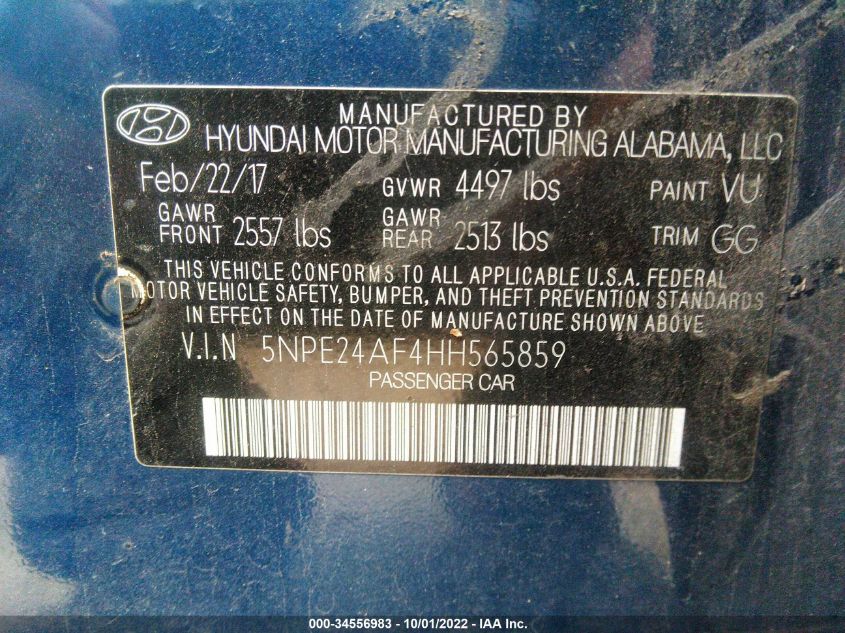 MANUFACTURED BY
HYUNDAI MOTOR MANUFACTURING ALABAMA, LLC
Feb/22/17 GVWR 4497 lbs PAINT VU
GAWR FRONT 2557 lbs GAWR REAR 2513 lbs TRIM GG
THIS VEHICLE CONFORMS TO ALL APPLICABLE U.S.A. FEDERAL
MOTOR VEHICLE SAFETY, BUMPER, AND THEFT PREVENTION STANDARDS
IN EFFECT ON THE DATE OF MANUFACTURE SHOWN ABOVE
V.I.N 5NPE24AF4HH565859
PASSENGER CAR
000-34556983 - 10/01/2022 - IAA Inc.